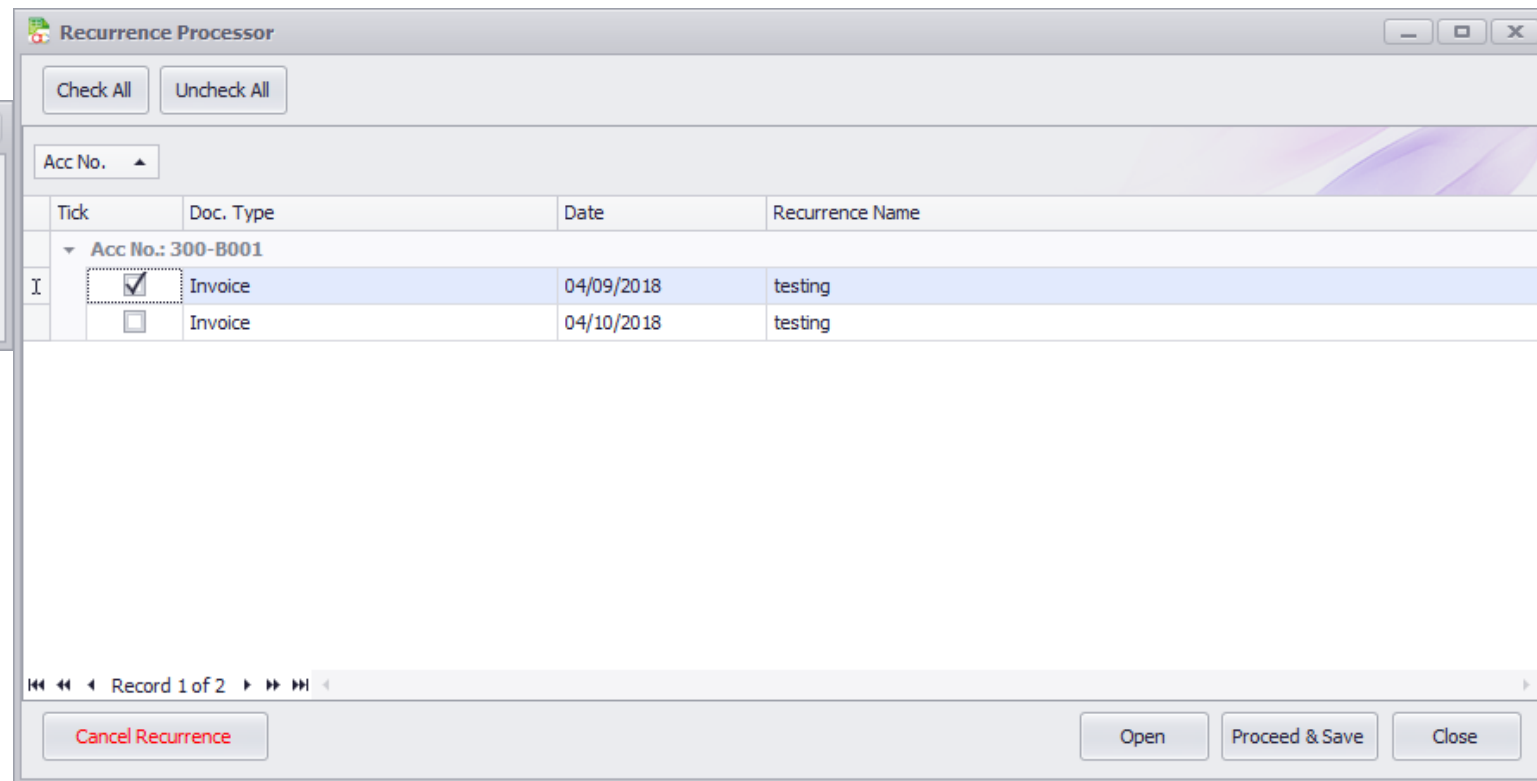 Recurrence Processor
Check All Uncheck All
Acc No.
Tick Doc. Type Date Recurrence Name
Acc No.: 300-B001
Invoice 04/09/2018 testing
Invoice 04/10/2018 testing
Record 1 of 2
Cancel Recurrence Open Proceed & Save Close